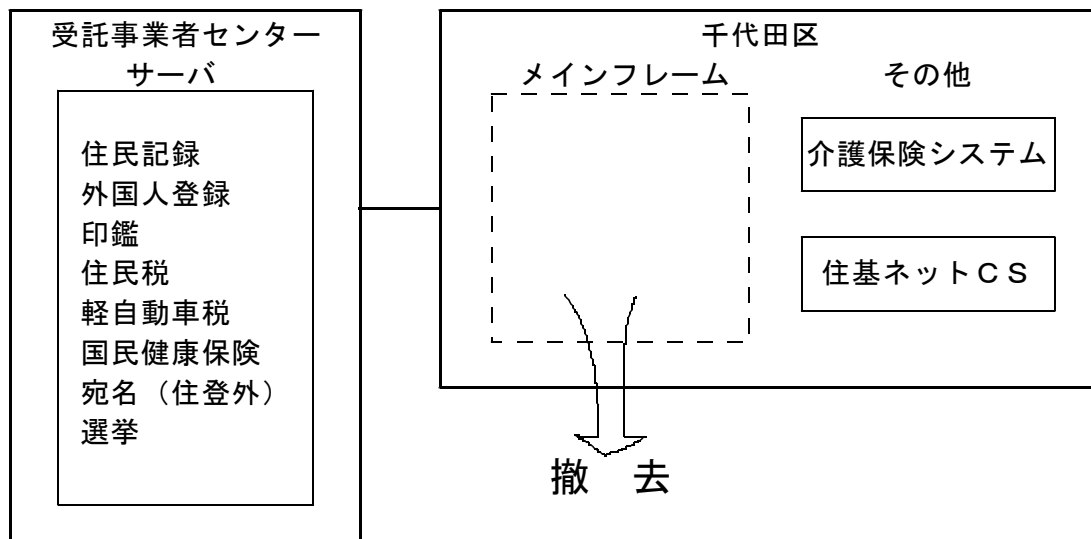 受託事業者センター
サーバ
住民記録
外国人登録
印鑑
住民税
軽自動車税
国民健康保険
宛名（住登外）
選挙
千代田区
メインフレーム
その他
介護保険システム
住基ネットＣＳ
撤　去